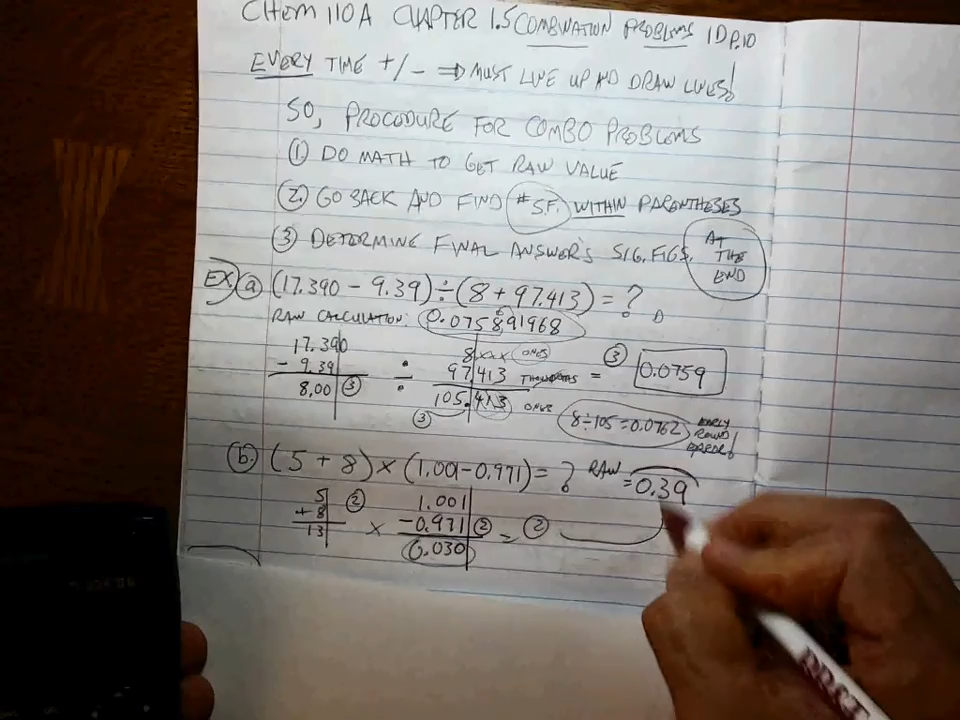 CHEM 110A CHAPTER 1.5 COMBINATION PROBLEMS 1D P.10
EVERY TIME +/- ⇒ MUST LINE UP AND DRAW LINES!
SO, PROCODURE FOR COMBO PROBLEMS
① DO MATH TO GET RAW VALUE
②. GO BACK AND FIND #S.F. WITHIN PARENTHESES
③ DETERMINE FINAL ANSWER'S SIG. FIGS. AT THE END
EX) ⓐ (17.390 - 9.39) ÷ (8 + 97.413) = ?
RAW CALCULATION: 0.075891968
17.390 8xxx ONES ③
- 9.39 ÷ 97.413 = 0.0759
8.00 ③ 105.413 ONES
③ 8÷105=0.0762 EARLY ROUND ERROR!
ⓑ. (5 + 8) × (1.001-0.971) = ? RAW = 0.39
5 ② 1.001
+ 8 × -0.971 ② = ②
13 0.030